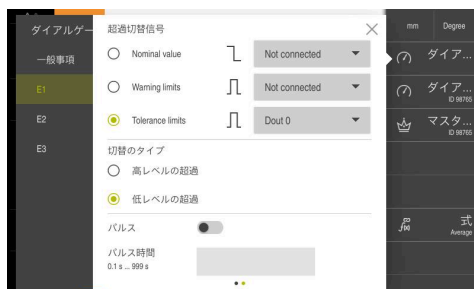 ダイアルゲー
一般事項
E1
E2
E3
超過切替信号
Nominal value
Not connected
Warning limits
Not connected
Tolerance limits
Dout 0
切替のタイプ
高レベルの超過
低レベルの超過
パルス
パルス時間
0.1 s ... 999 s
mm
Degree
ダイア...
ダイア...
ID 98765
マスタ...
ID 98765
f(x)
式
Average